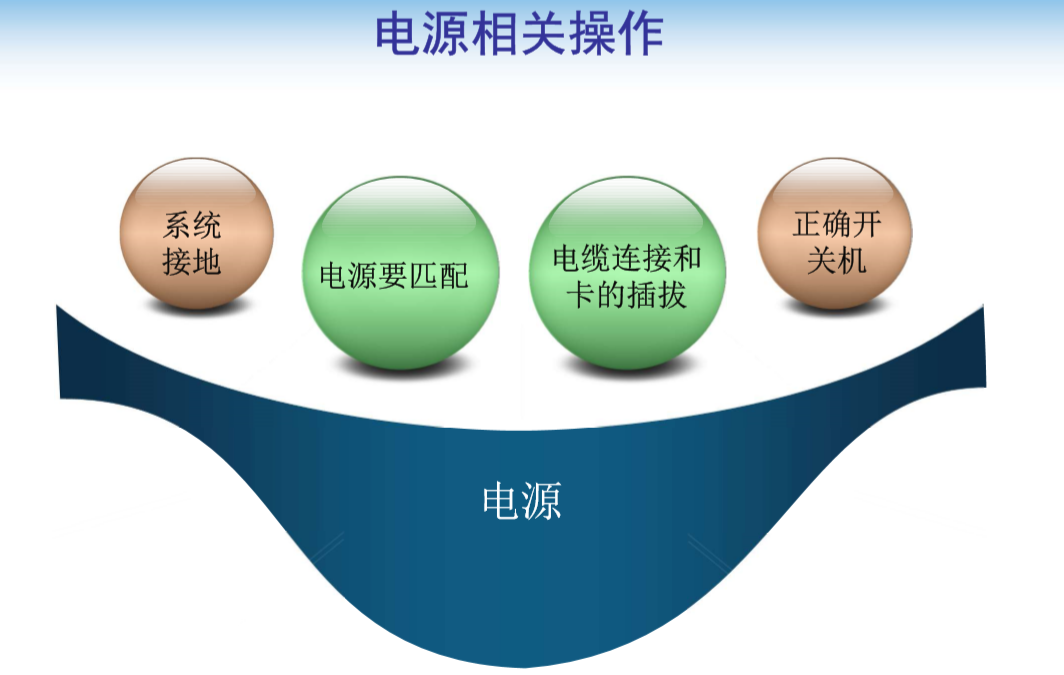 电源相关操作
系统
接地
电源要匹配
电缆连接和
卡的插拔
正确开
关机
电源